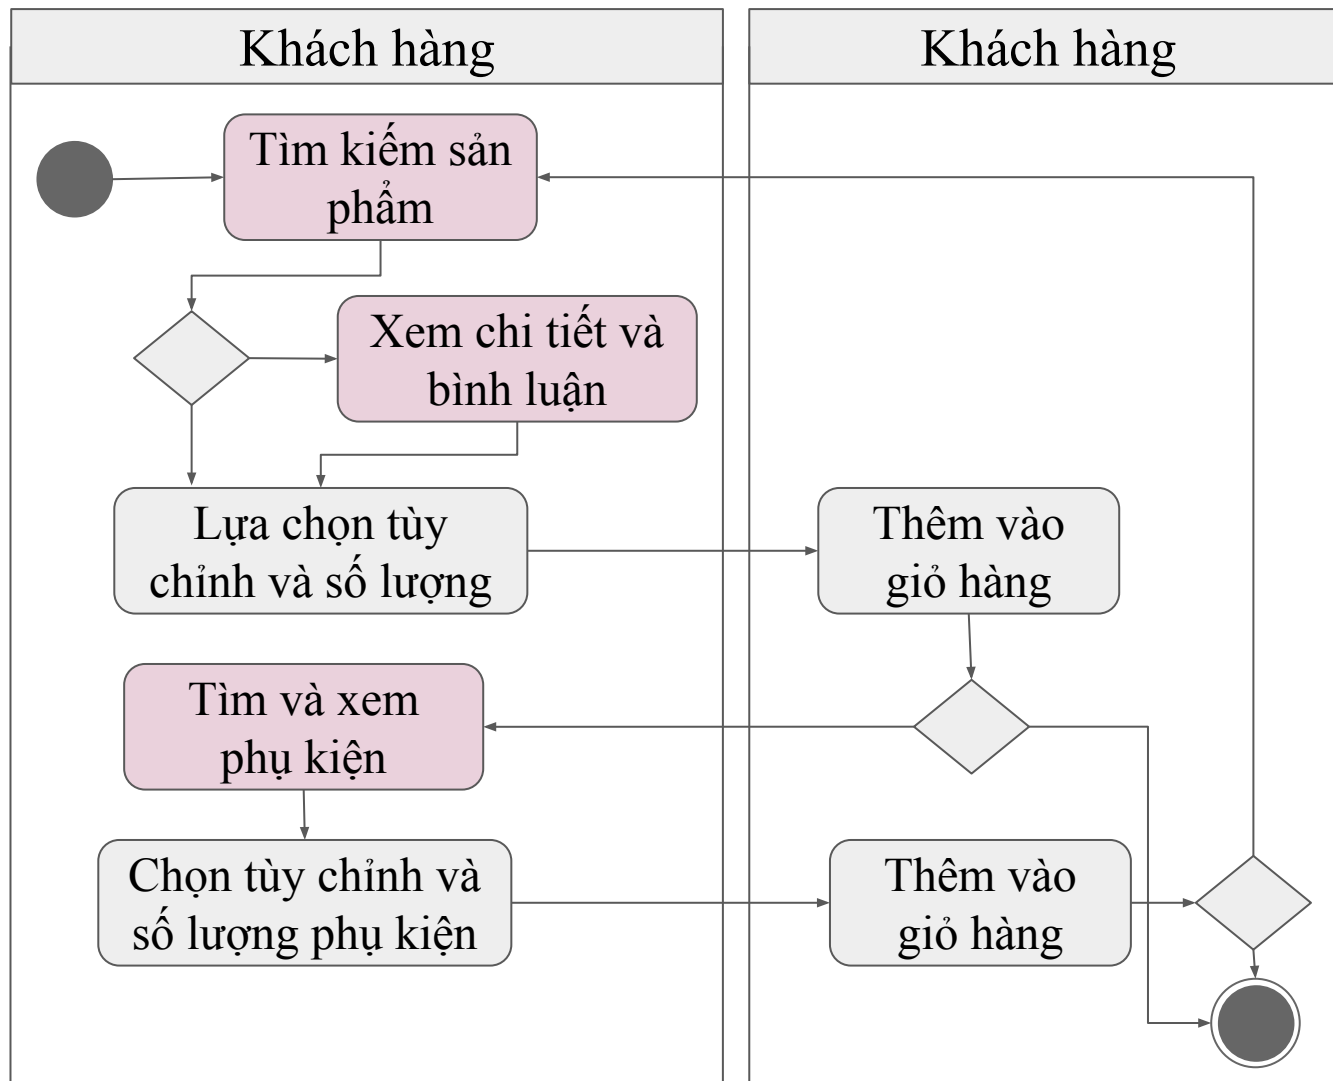 Khách hàng
Khách hàng
Tìm kiếm sản
phẩm
Xem chi tiết và
bình luận
Lựa chọn tùy
chỉnh và số lượng
Thêm vào
giỏ hàng
Tìm và xem
phụ kiện
Chọn tùy chỉnh và
số lượng phụ kiện
Thêm vào
giỏ hàng